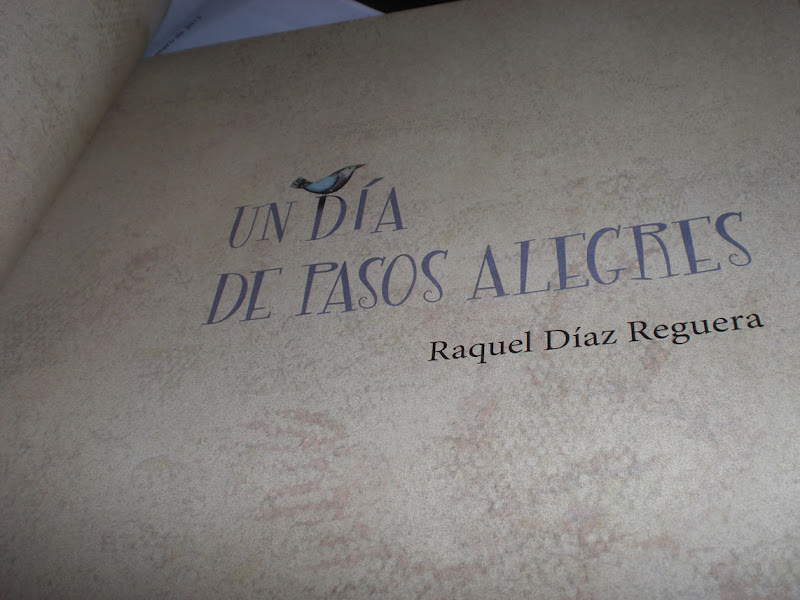 UN DÍA
DE PASOS ALEGRES
Raquel Díaz Reguera